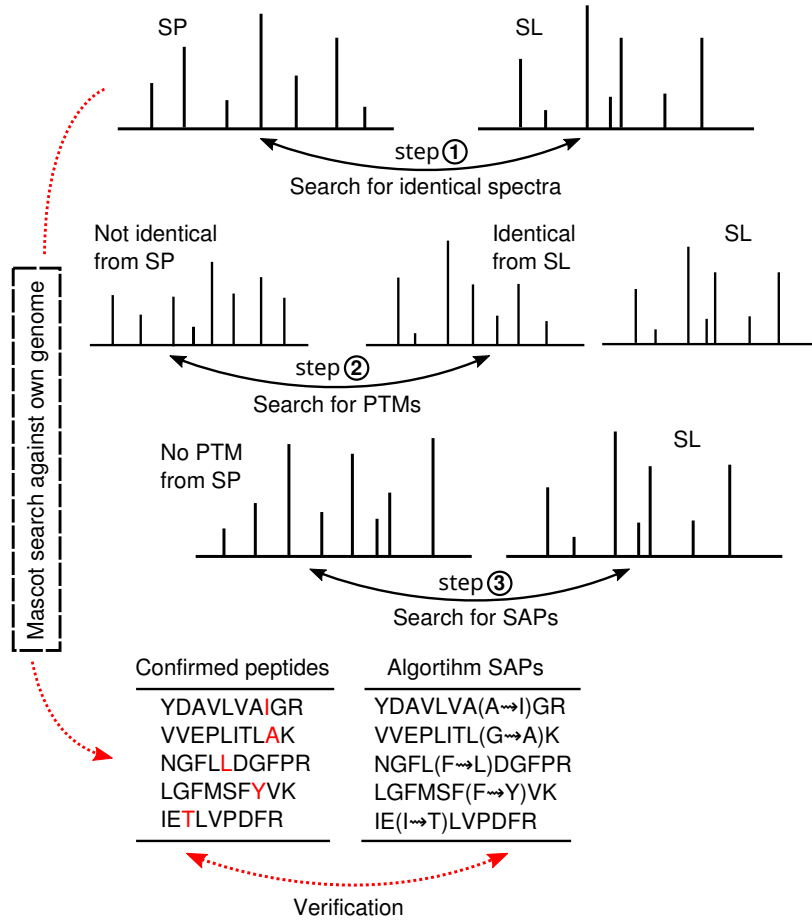 SP
SL
step 1
Search for identical spectra
Not identical
from SP
Identical
from SL
SL
step 2
Search for PTMs
Mascot search against own genome
No PTM
from SP
SL
step 3
Search for SAPs
Confirmed peptides
YDAVLVAIGR
VVEPLITLAK
NGFLLDGFPR
LGFMSFYVK
IETLVPDFR
Algortihm SAPs
YDAVLVA(A⇝I)GR
VVEPLITL(G⇝A)K
NGFL(F⇝L)DGFPR
LGFMSF(F⇝Y)VK
IE(I⇝T)LVPDFR
Verification